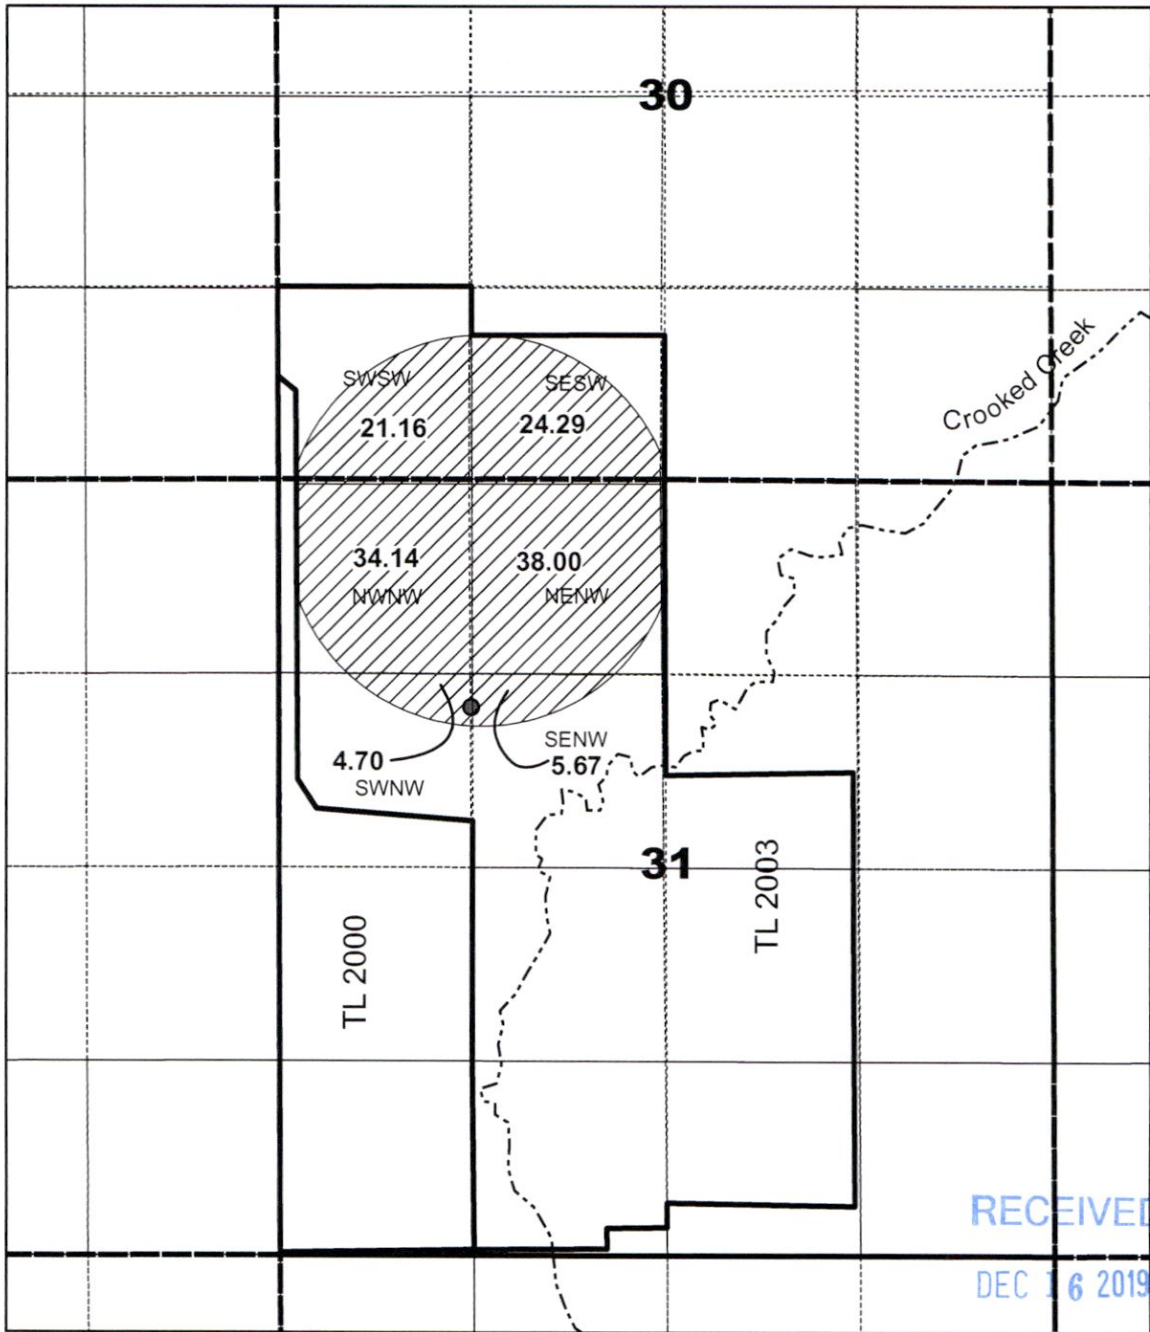 30
Crooked Creek
SWSW
SESW
21.16
24.29
34.14
38.00
NWNW
NENW
SENW
4.70
5.67
SWNW
31
TL 2003
TL 2000
RECEIVED
DEC 16 2019